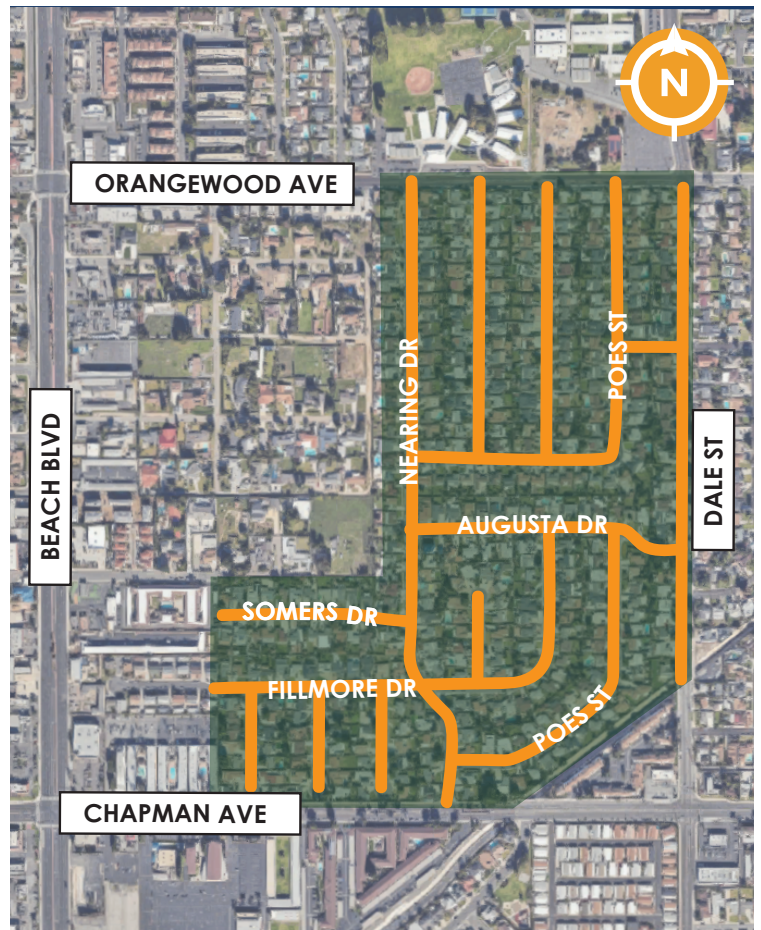 N
ORANGEWOOD AVE
POES ST
NEARING DR
BEACH BLVD
DALE ST
AUGUSTA DR
SOMERS DR
FILLMORE DR
POES ST
CHAPMAN AVE